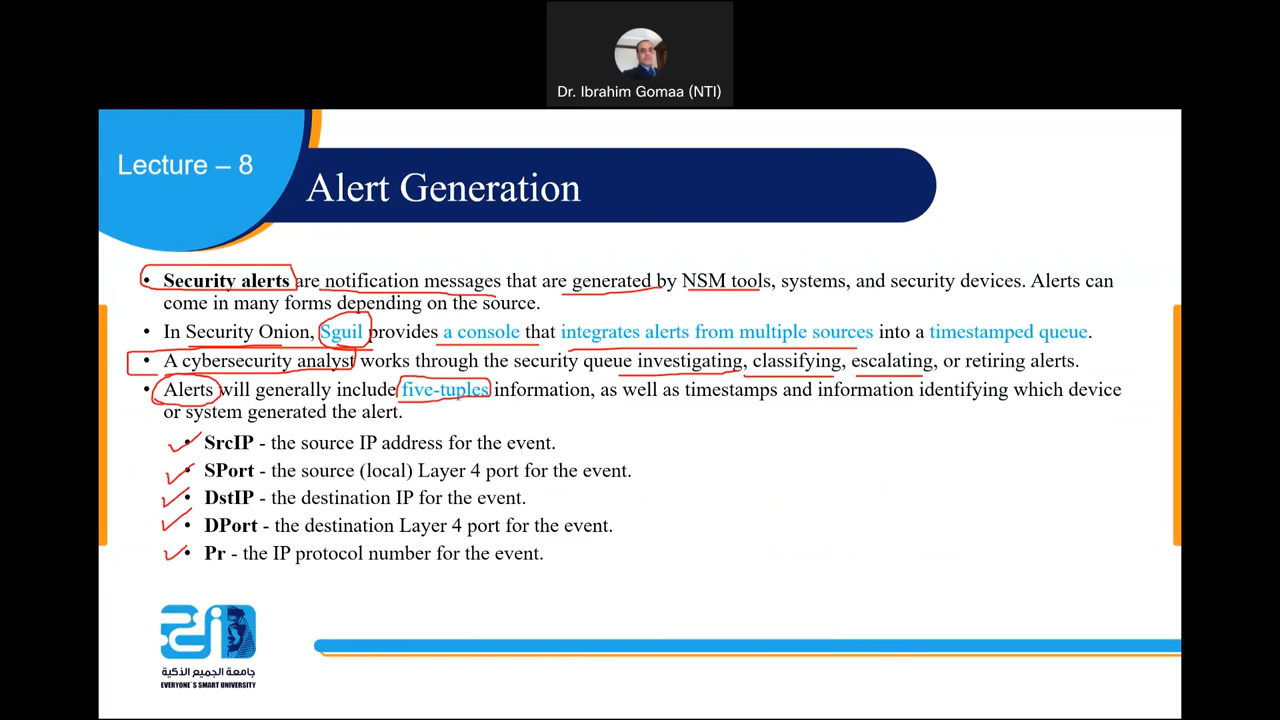 Dr. Ibrahim Gomaa (NTI)
Lecture – 8
Alert Generation
• Security alerts are notification messages that are generated by NSM tools, systems, and security devices. Alerts can
come in many forms depending on the source.
• In Security Onion, Sguil provides a console that integrates alerts from multiple sources into a timestamped queue.
• A cybersecurity analyst works through the security queue investigating, classifying, escalating, or retiring alerts.
• Alerts will generally include five-tuples information, as well as timestamps and information identifying which device
or system generated the alert.
• SrcIP - the source IP address for the event.
• SPort - the source (local) Layer 4 port for the event.
• DstIP - the destination IP for the event.
• DPort - the destination Layer 4 port for the event.
• Pr - the IP protocol number for the event.
جامعة الجميع الذكية
EVERYONE`S SMART UNIVERSITY